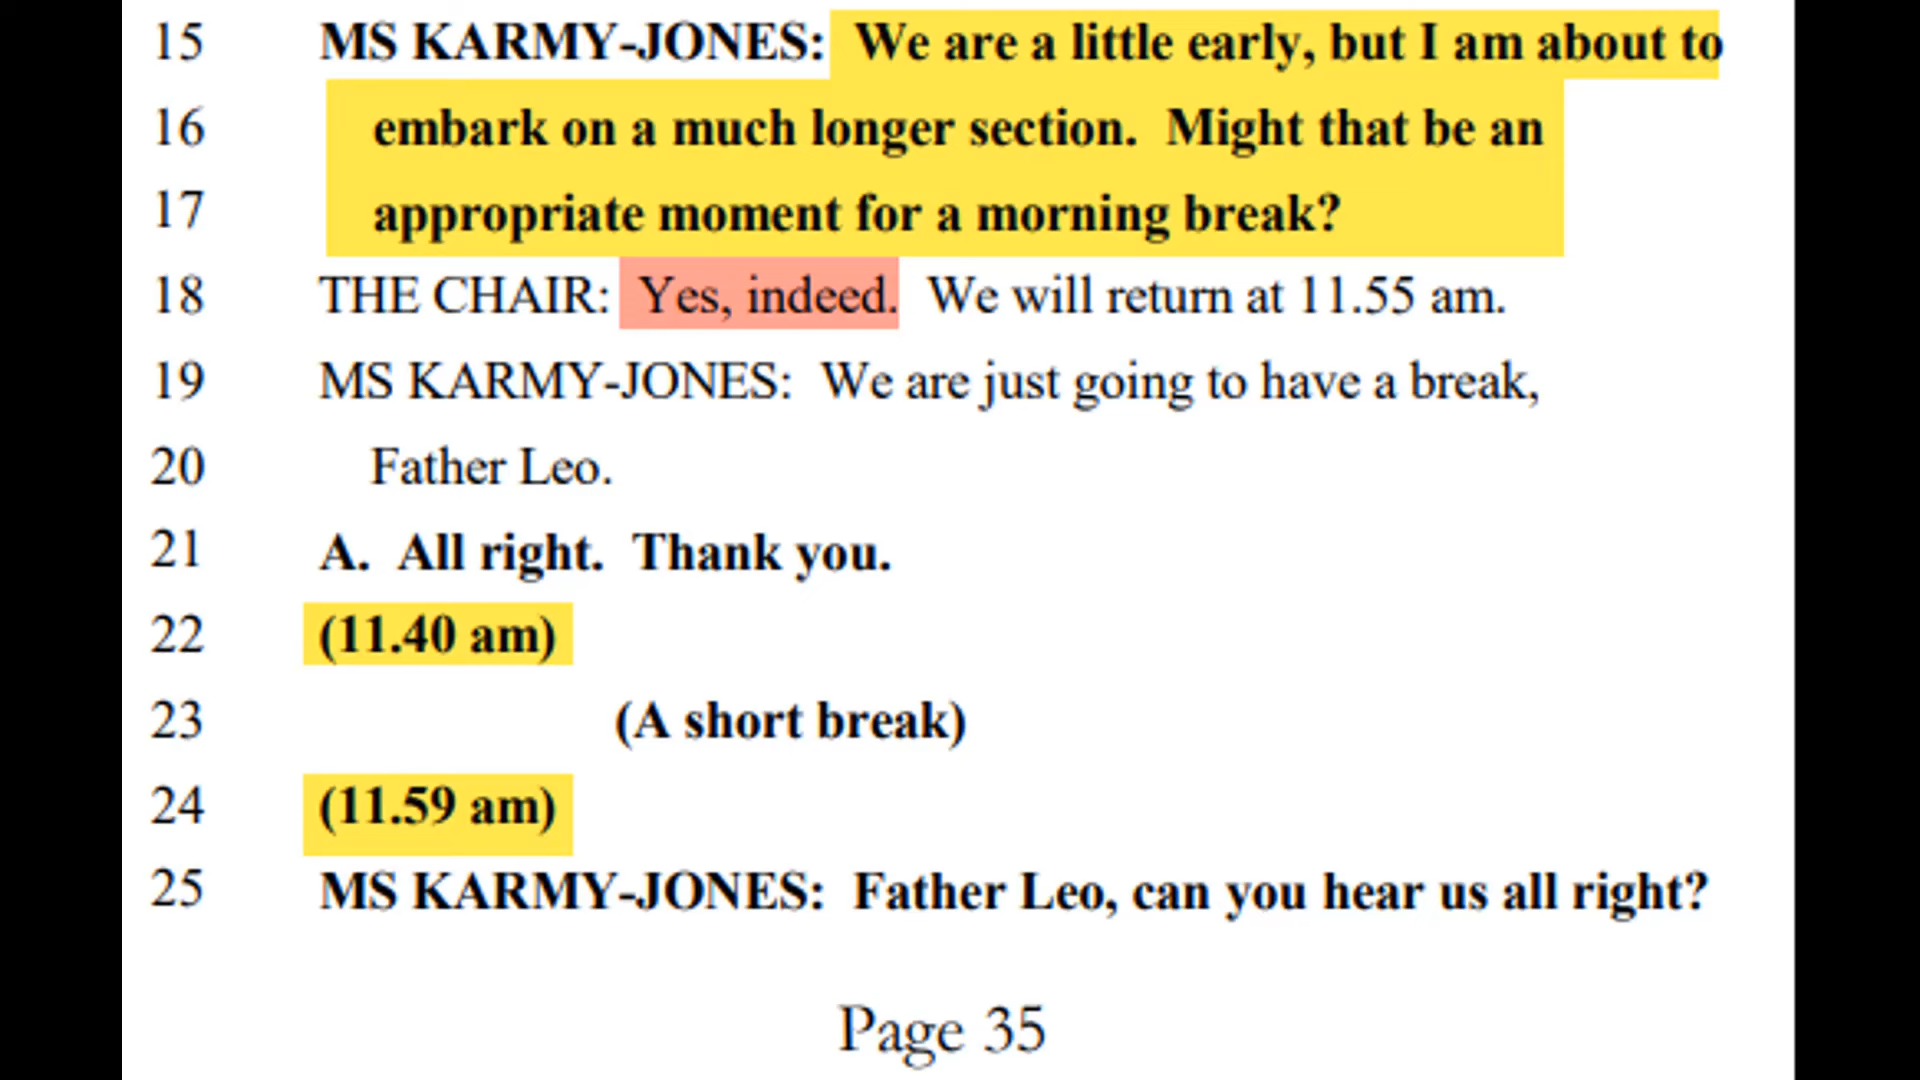 15 MS KARMY-JONES: We are a little early, but I am about to
16 embark on a much longer section. Might that be an
17 appropriate moment for a morning break?
18 THE CHAIR: Yes, indeed. We will return at 11.55 am.
19 MS KARMY-JONES: We are just going to have a break,
20 Father Leo.
21 A. All right. Thank you.
22 (11.40 am)
23 (A short break)
24 (11.59 am)
25 MS KARMY-JONES: Father Leo, can you hear us all right?
Page 35